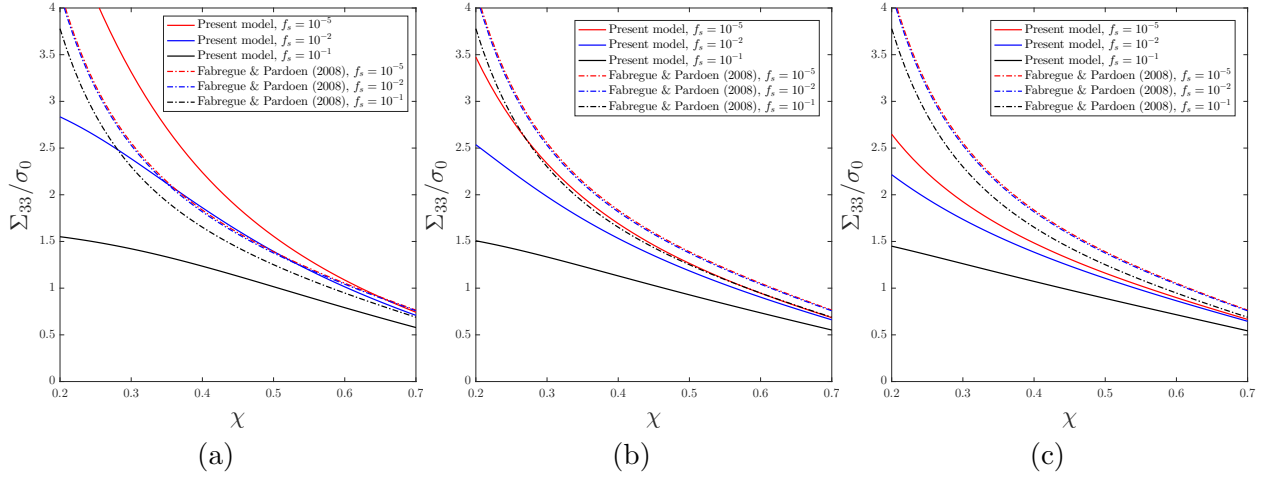 4
3.5
3
2.5
2
1.5
1
0.5
0
Σ33/σ0
0.2 0.3 0.4 0.5 0.6 0.7
χ
Present model, fs = 10−5
Present model, fs = 10−2
Present model, fs = 10−1
Fabregue & Pardoen (2008), fs = 10−5
Fabregue & Pardoen (2008), fs = 10−2
Fabregue & Pardoen (2008), fs = 10−1
(a)
4
3.5
3
2.5
2
1.5
1
0.5
0
Σ33/σ0
0.2 0.3 0.4 0.5 0.6 0.7
χ
Present model, fs = 10−5
Present model, fs = 10−2
Present model, fs = 10−1
Fabregue & Pardoen (2008), fs = 10−5
Fabregue & Pardoen (2008), fs = 10−2
Fabregue & Pardoen (2008), fs = 10−1
(b)
4
3.5
3
2.5
2
1.5
1
0.5
0
Σ33/σ0
0.2 0.3 0.4 0.5 0.6 0.7
χ
Present model, fs = 10−5
Present model, fs = 10−2
Present model, fs = 10−1
Fabregue & Pardoen (2008), fs = 10−5
Fabregue & Pardoen (2008), fs = 10−2
Fabregue & Pardoen (2008), fs = 10−1
(c)